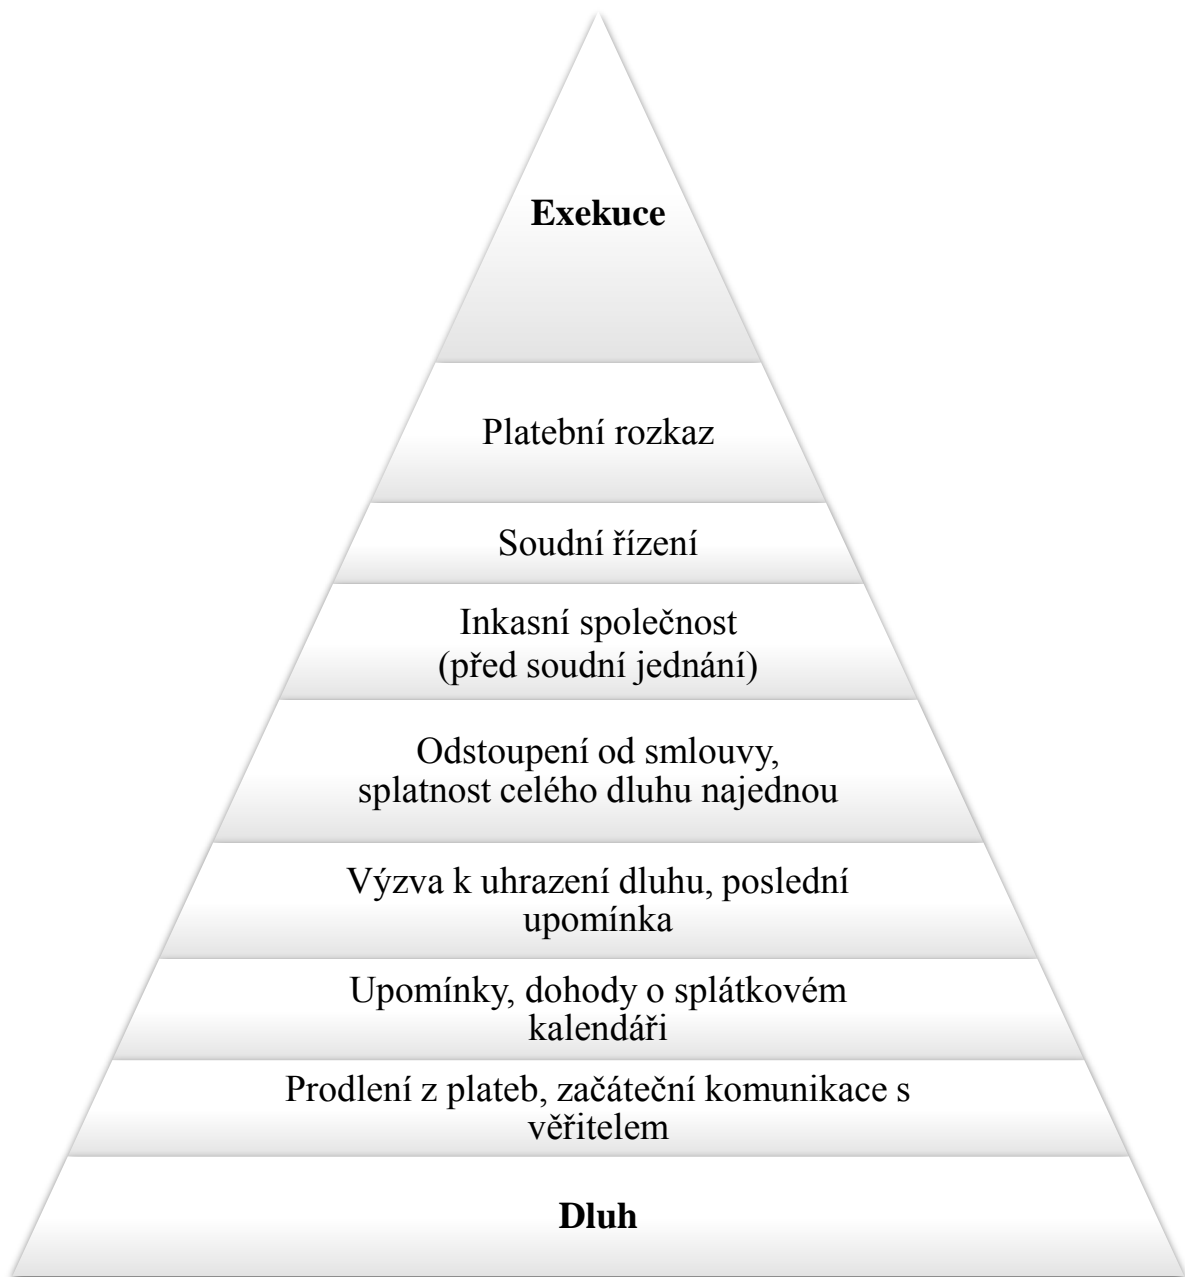 Exekuce
Platební rozkaz
Soudní řízení
Inkasní společnost
(před soudní jednání)
Odstoupení od smlouvy,
splatnost celého dluhu najednou
Výzva k uhrazení dluhu, poslední
upomínka
Upomínky, dohody o splátkovém
kalendáři
Prodlení z plateb, začáteční komunikace s
věřitelem
Dluh